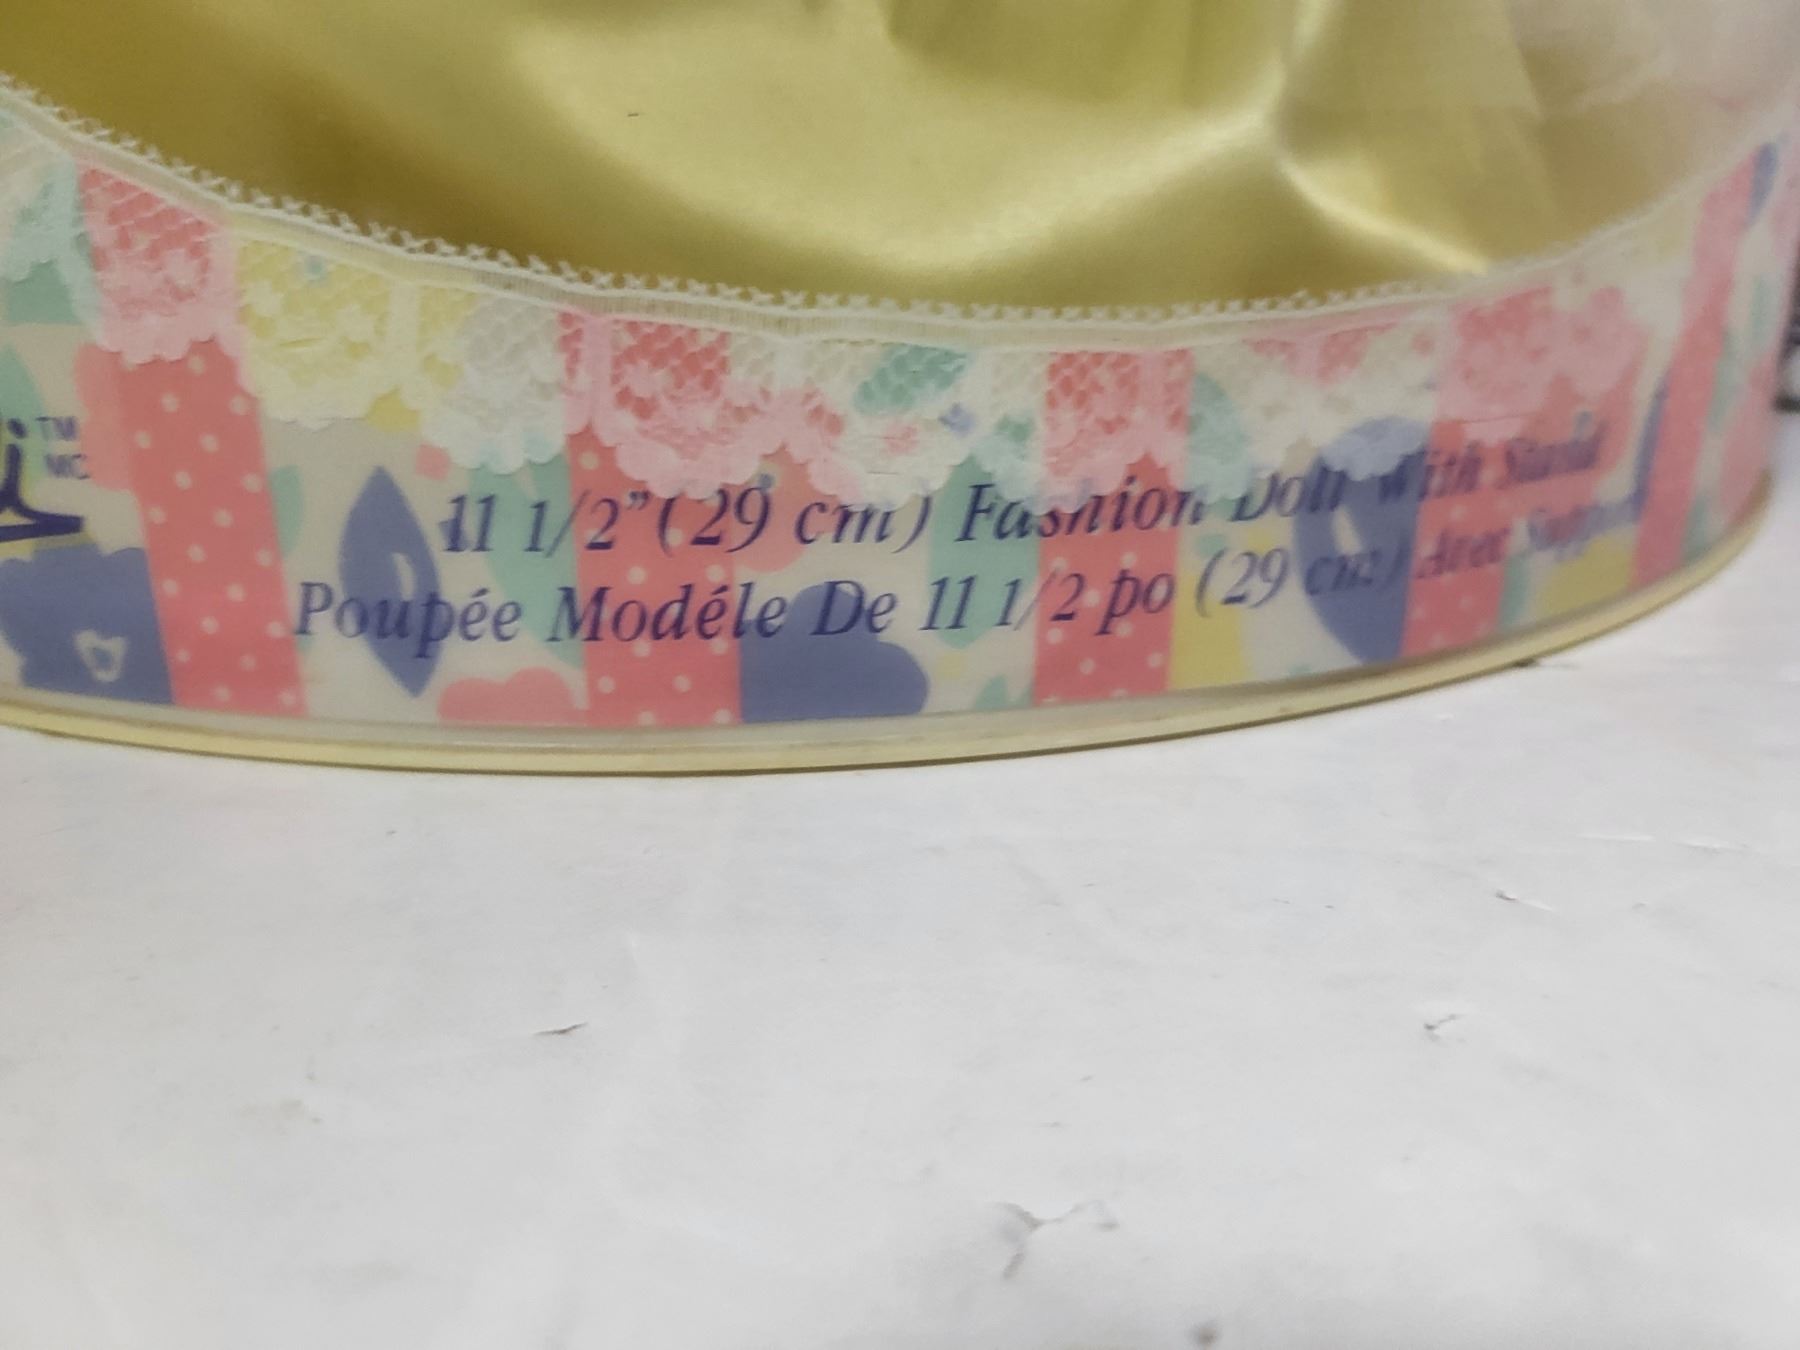 TM
MC
11 1/2"(29 cm) Fashion Doll With Stand
Poupée Modéle De 11 1/2 po (29 cm) Avec Support